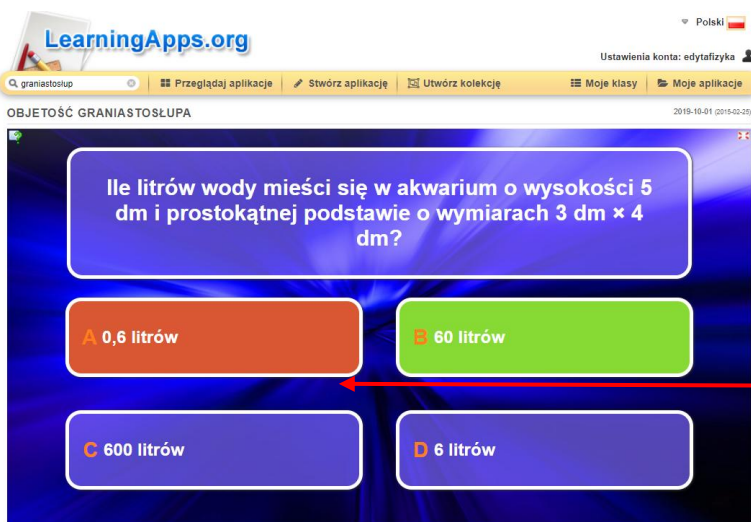 Polski
LearningApps.org
Ustawienia konta: edytafizyka
graniastosłup
Przeglądaj aplikacje
Stwórz aplikację
Utwórz kolekcję
Moje klasy
Moje aplikacje
OBJETOŚĆ GRANIASTOSŁUPA
2019-10-01 (2015-02-25)
Ile litrów wody mieści się w akwarium o wysokości 5
dm i prostokątnej podstawie o wymiarach 3 dm × 4
dm?
A 0,6 litrów
B 60 litrów
C 600 litrów
D 6 litrów